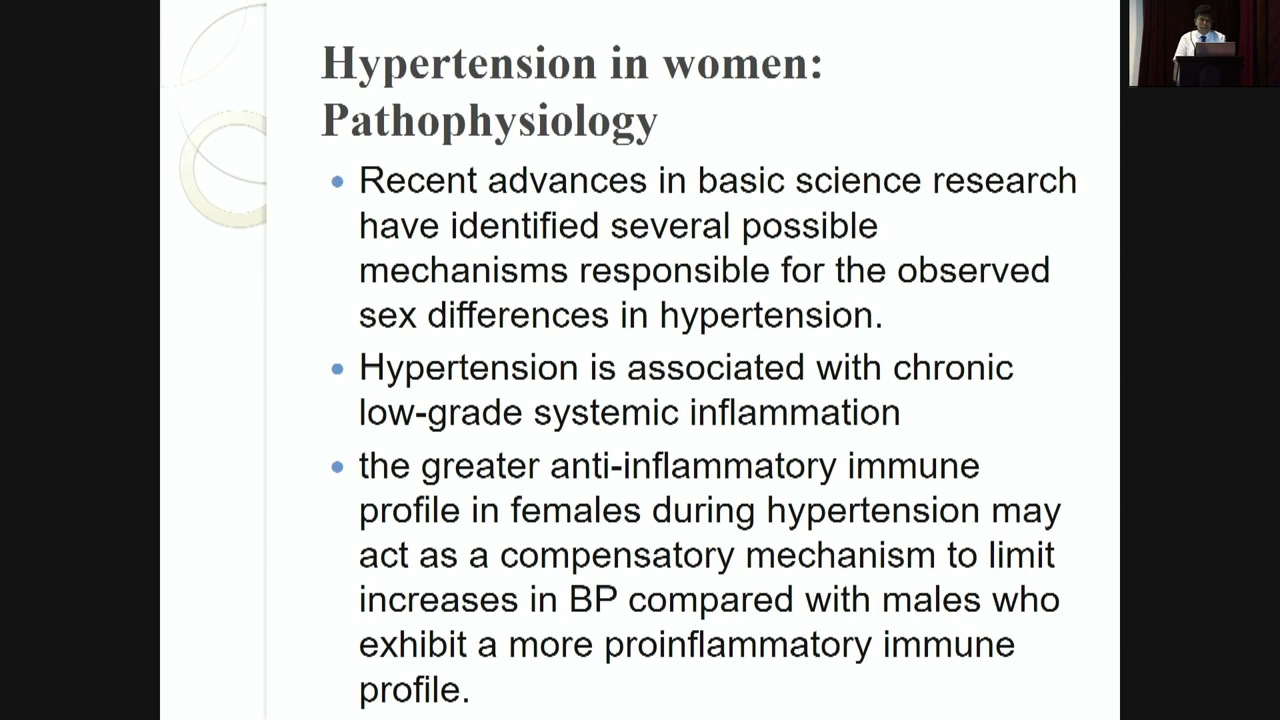 Hypertension in women:
Pathophysiology
• Recent advances in basic science research
have identified several possible
mechanisms responsible for the observed
sex differences in hypertension.
• Hypertension is associated with chronic
low-grade systemic inflammation
• the greater anti-inflammatory immune
profile in females during hypertension may
act as a compensatory mechanism to limit
increases in BP compared with males who
exhibit a more proinflammatory immune
profile.